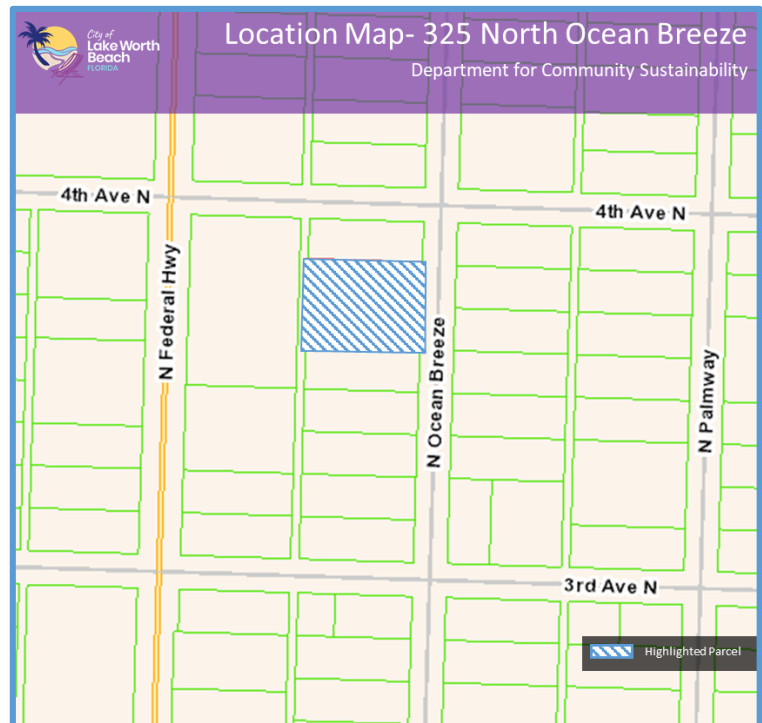 City of
Lake Worth
Beach
FLORIDA
Location Map- 325 North Ocean Breeze
Department for Community Sustainability
4th Ave N
4th Ave N
N Federal Hwy
N Ocean Breeze
N Palmway
3rd Ave N
Highlighted Parcel